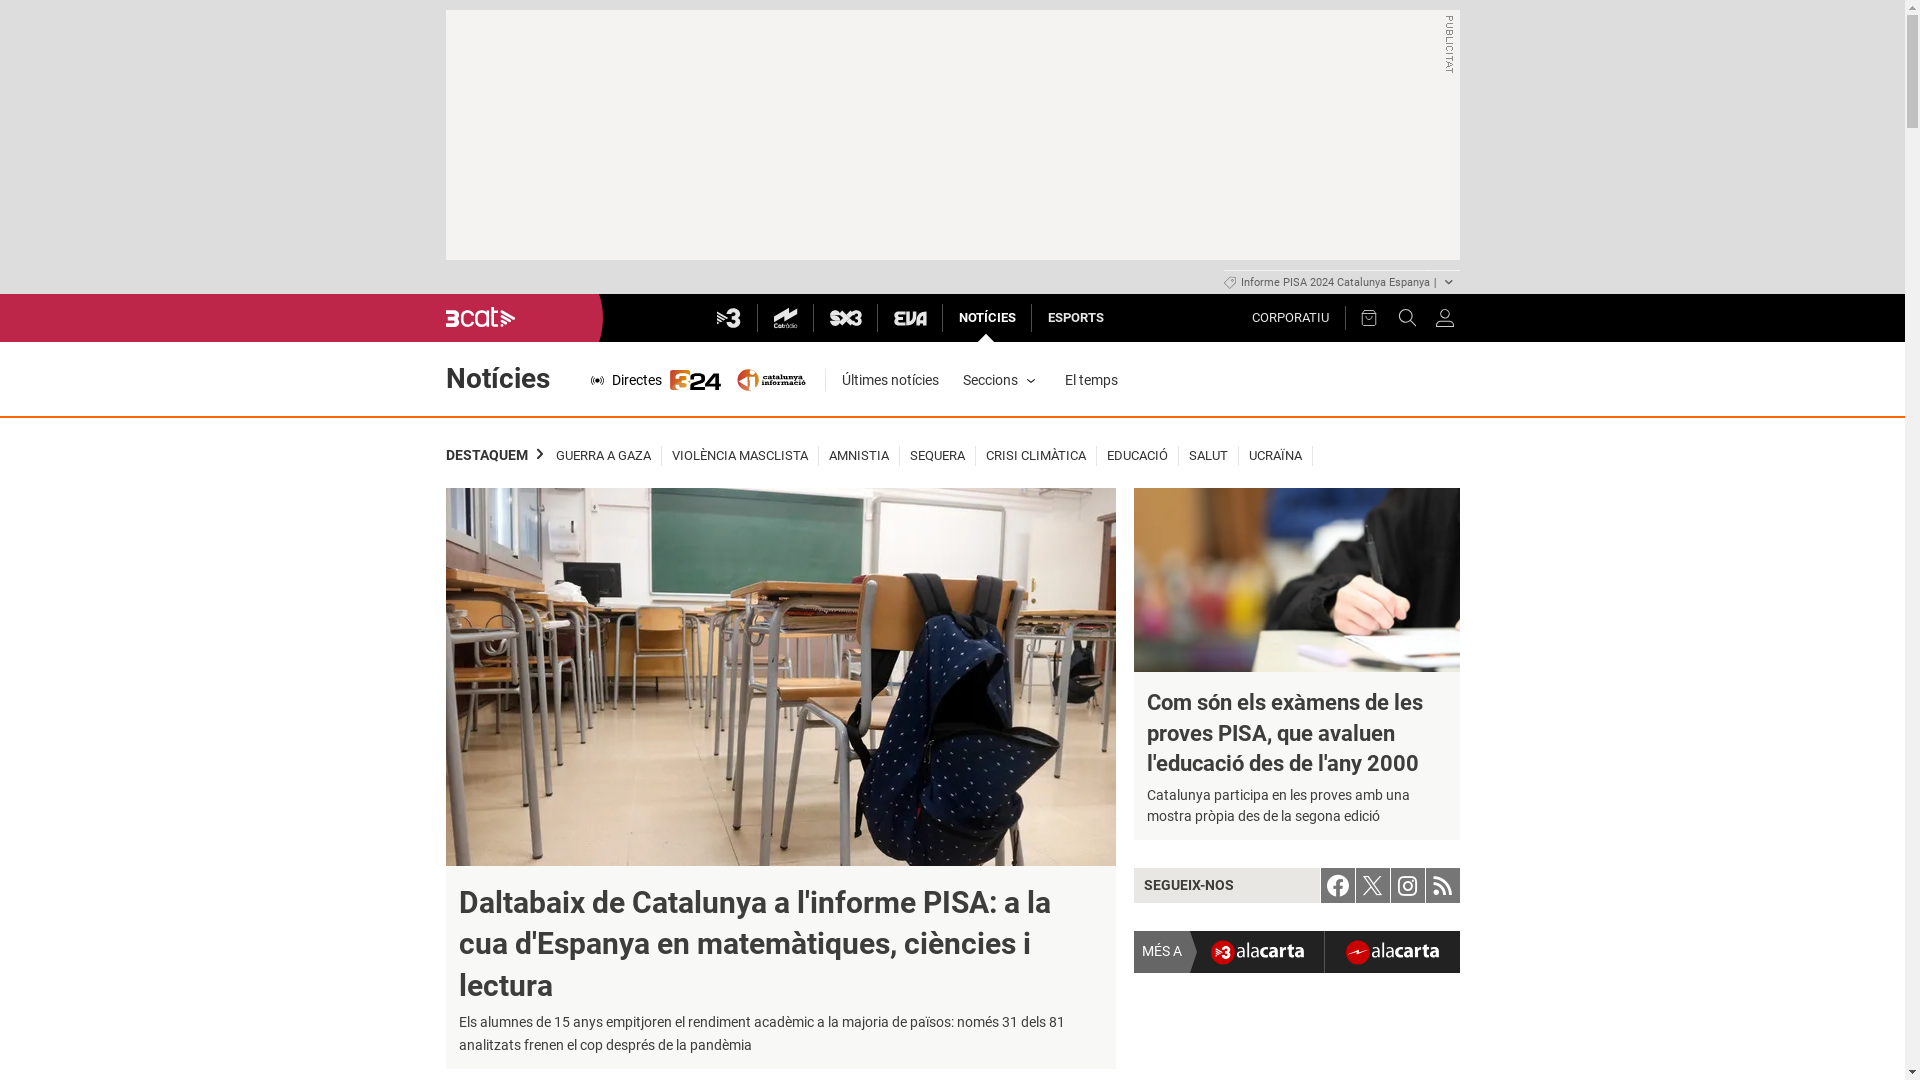 PUBLICITAT
Informe PISA 2024 Catalunya Espanya |
3cat
3
Catràdio
SX3
EVA
NOTÍCIES
ESPORTS
CORPORATIU
Notícies
Directes
324
catalunya
informació
Últimes notícies
Seccions
El temps
DESTAQUEM
GUERRA A GAZA
VIOLÈNCIA MASCLISTA
AMNISTIA
SEQUERA
CRISI CLIMÀTICA
EDUCACIÓ
SALUT
UCRAÏNA
Daltabaix de Catalunya a l'informe PISA: a la
cua d'Espanya en matemàtiques, ciències i
lectura
Els alumnes de 15 anys empitjoren el rendiment acadèmic a la majoria de països: només 31 dels 81
analitzats frenen el cop després de la pandèmia
Com són els exàmens de les
proves PISA, que avaluen
l'educació des de l'any 2000
Catalunya participa en les proves amb una
mostra pròpia des de la segona edició
SEGUEIX-NOS
MÉS A
3 alacarta
alacarta